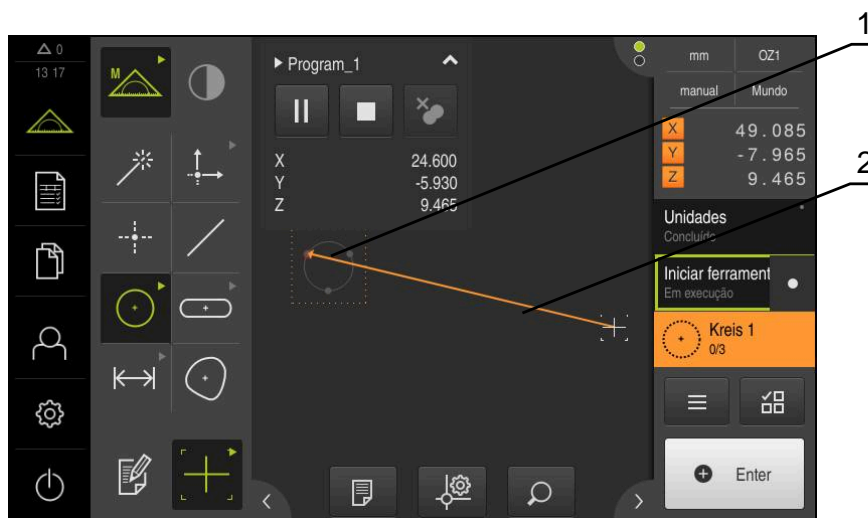 1
0
13 17
M
Program_1
mm
OZ1
manual
Mundo
X 49.085
Y -7.965
Z 9.465
X 24.600
Y -5.930
Z 9.465
2
Unidades
Concluído
Iniciar ferrament
Em execução
Kreis 1
0/3
Enter